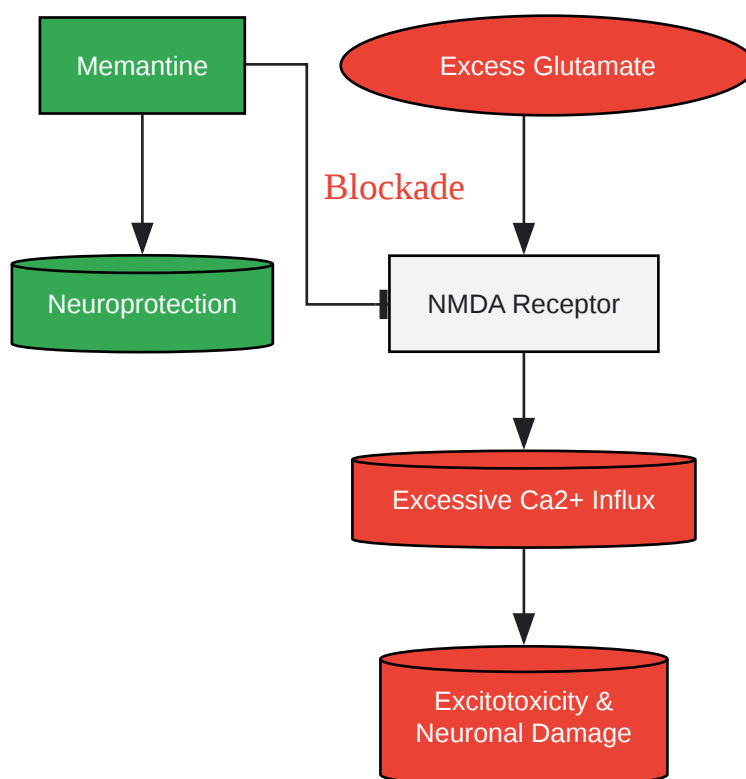 Memantine
Excess Glutamate
Blockade
Neuroprotection
NMDA Receptor
Excessive Ca2+ Influx
Excitotoxicity &
Neuronal Damage